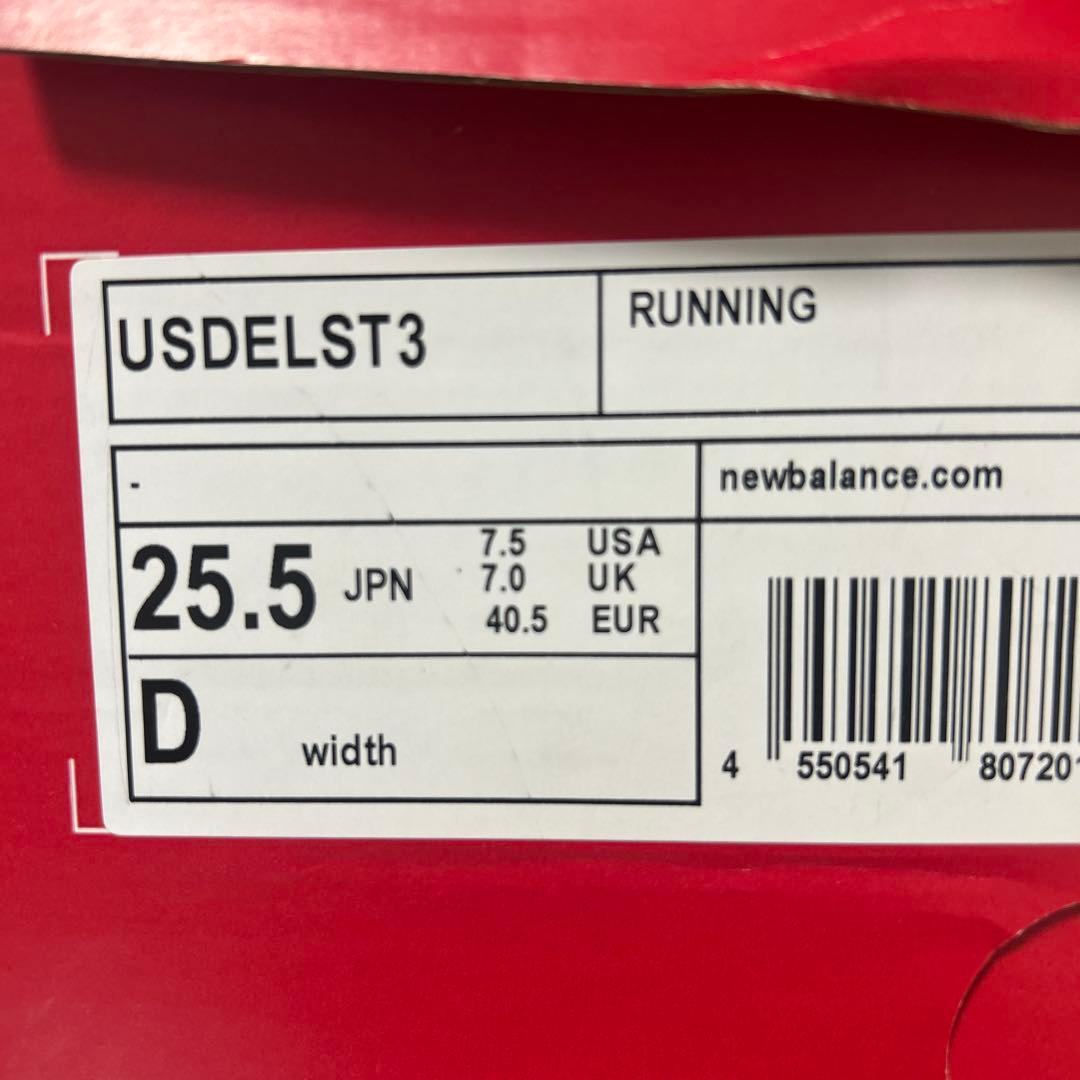 USDELST3
RUNNING
-
newbalance.com
25.5 JPN
7.5 USA
7.0 UK
40.5 EUR
D width
4 550541 807201